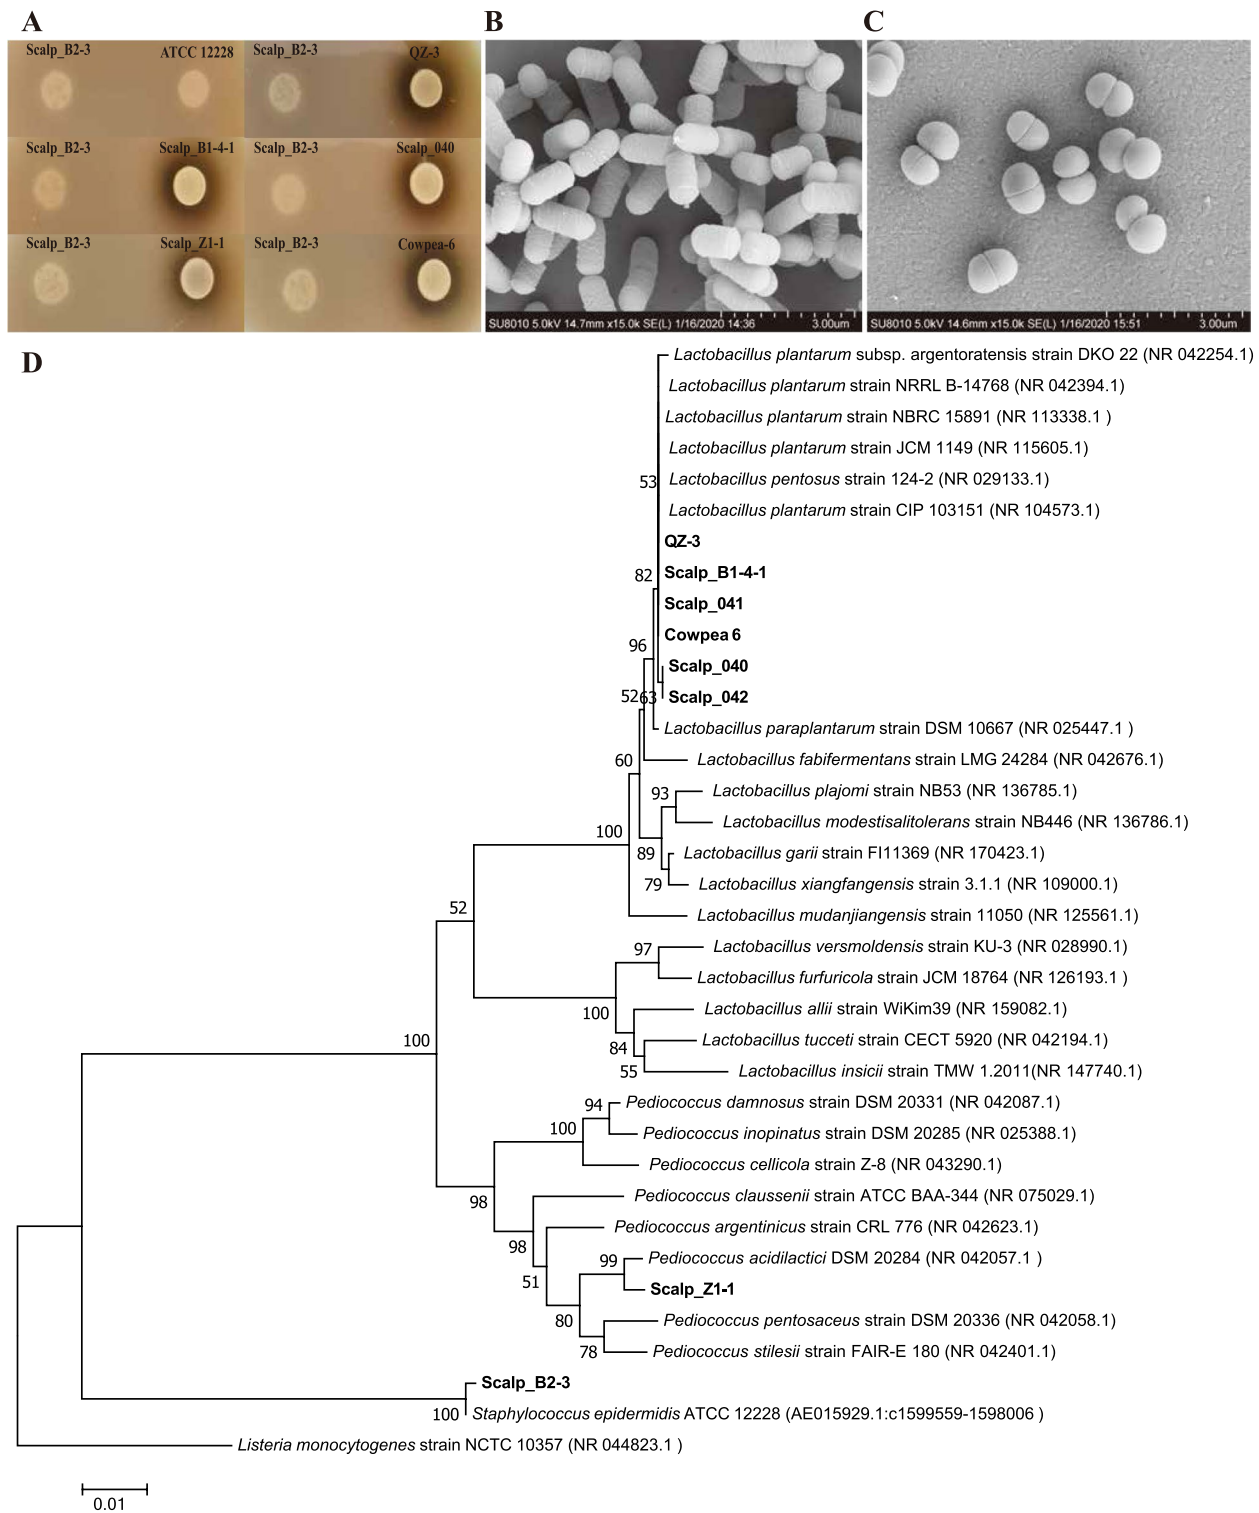 A
B
C
Scalp_B2-3
ATCC 12228
Scalp_B2-3
QZ-3
Scalp_B2-3
Scalp_B1-4-1
Scalp_B2-3
Scalp_040
Scalp_B2-3
Scalp_Z1-1
Scalp_B2-3
Cowpea-6
SU8010 5.0kV 14.7mm x15.0k SE(L) 1/16/2020 14:36
3.00um
SU8010 5.0kV 14.6mm x15.0k SE(L) 1/16/2020 15:51
3.00um
D
Lactobacillus plantarum subsp. argentoratensis strain DKO 22 (NR 042254.1)
Lactobacillus plantarum strain NRRL B-14768 (NR 042394.1)
Lactobacillus plantarum strain NBRC 15891 (NR 113338.1 )
Lactobacillus plantarum strain JCM 1149 (NR 115605.1)
53
Lactobacillus pentosus strain 124-2 (NR 029133.1)
Lactobacillus plantarum strain CIP 103151 (NR 104573.1)
QZ-3
82
Scalp_B1-4-1
Scalp_041
Cowpea 6
96
Scalp_040
52
63
Scalp_042
Lactobacillus paraplantarum strain DSM 10667 (NR 025447.1 )
60
Lactobacillus fabifermentans strain LMG 24284 (NR 042676.1)
93
Lactobacillus plajomi strain NB53 (NR 136785.1)
Lactobacillus modestisalitolerans strain NB446 (NR 136786.1)
100
89
Lactobacillus garii strain FI11369 (NR 170423.1)
79
Lactobacillus xiangfangensis strain 3.1.1 (NR 109000.1)
52
Lactobacillus mudanjiangensis strain 11050 (NR 125561.1)
97
Lactobacillus versmoldensis strain KU-3 (NR 028990.1)
Lactobacillus furfuricola strain JCM 18764 (NR 126193.1 )
100
Lactobacillus allii strain WiKim39 (NR 159082.1)
100
84
Lactobacillus tucceti strain CECT 5920 (NR 042194.1)
55
Lactobacillus insicii strain TMW 1.2011(NR 147740.1)
94
Pediococcus damnosus strain DSM 20331 (NR 042087.1)
100
Pediococcus inopinatus strain DSM 20285 (NR 025388.1)
Pediococcus cellicola strain Z-8 (NR 043290.1)
98
Pediococcus claussenii strain ATCC BAA-344 (NR 075029.1)
Pediococcus argentinicus strain CRL 776 (NR 042623.1)
98
99
Pediococcus acidilactici DSM 20284 (NR 042057.1 )
51
Scalp_Z1-1
80
Pediococcus pentosaceus strain DSM 20336 (NR 042058.1)
78
Pediococcus stilesii strain FAIR-E 180 (NR 042401.1)
Scalp_B2-3
100
Staphylococcus epidermidis ATCC 12228 (AE015929.1:c1599559-1598006 )
Listeria monocytogenes strain NCTC 10357 (NR 044823.1 )
0.01